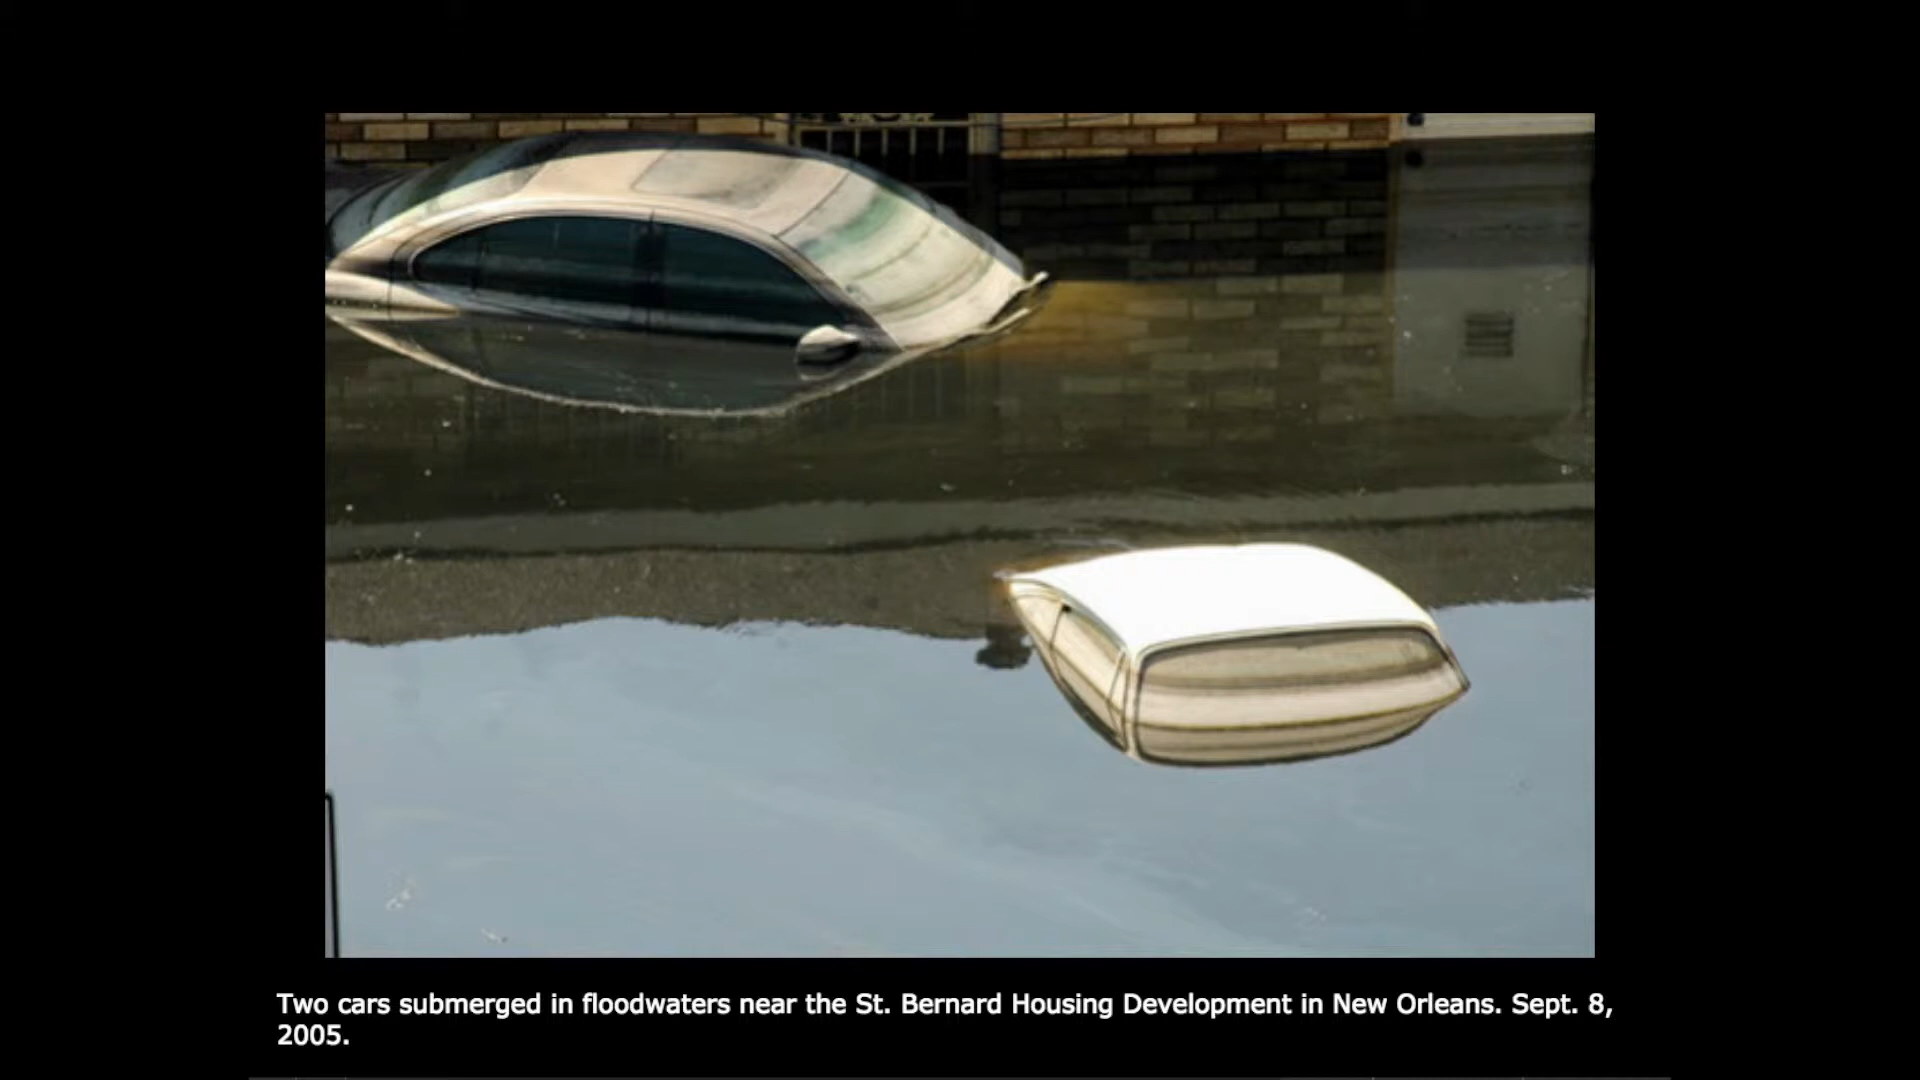 Two cars submerged in floodwaters near the St. Bernard Housing Development in New Orleans. Sept. 8,
2005.